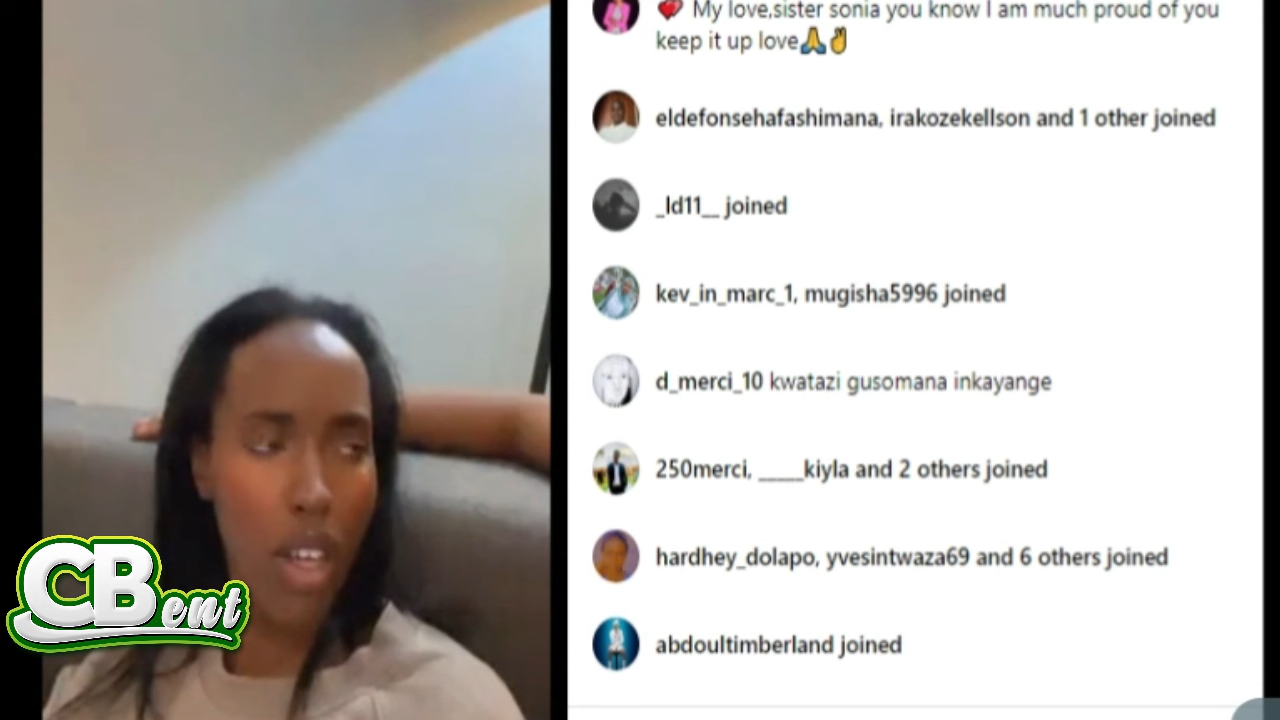 💕 My love,sister sonia you know I am much proud of you
keep it up love🙏✌
eldefonsehafashimana, irakozekellson and 1 other joined
_ld11__ joined
kev_in_marc_1, mugisha5996 joined
d_merci_10 kwatazi gusomana inkayange
250merci, _____kiyla and 2 others joined
hardhey_dolapo, yvesintwaza69 and 6 others joined
abdoultimberland joined
CBent